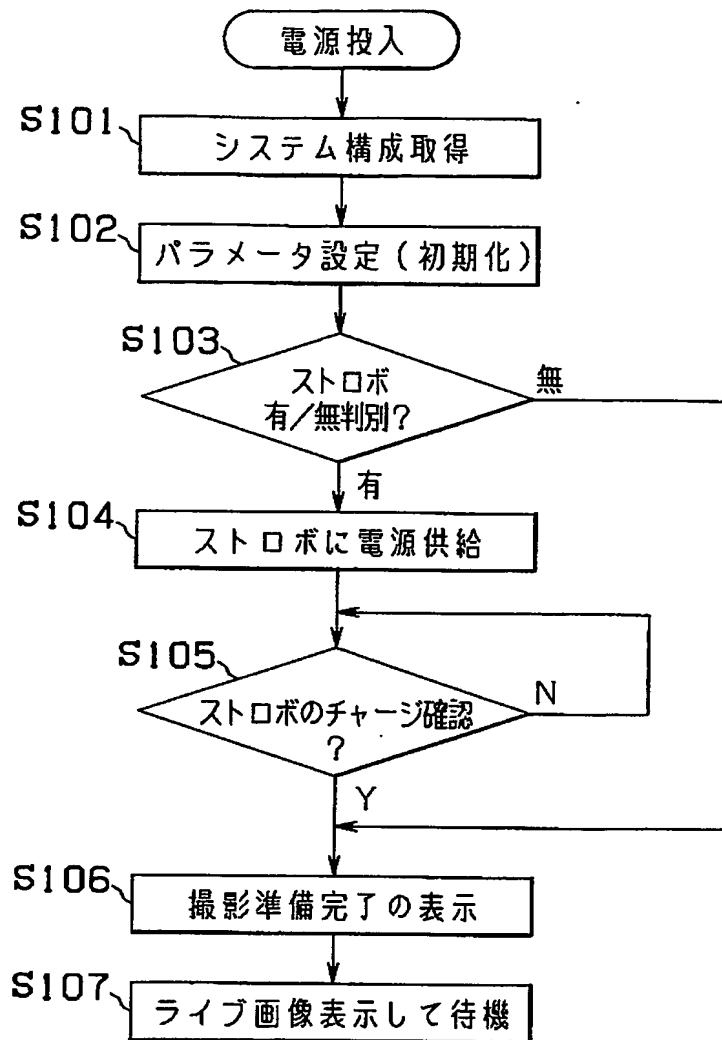 電源投入
S101
システム構成取得
S102
パラメータ設定(初期化)
S103
ストロボ
有/無判別?
無
有
S104
ストロボに電源供給
S105
ストロボのチャージ確認
?
N
Y
S106
撮影準備完了の表示
S107
ライブ画像表示して待機